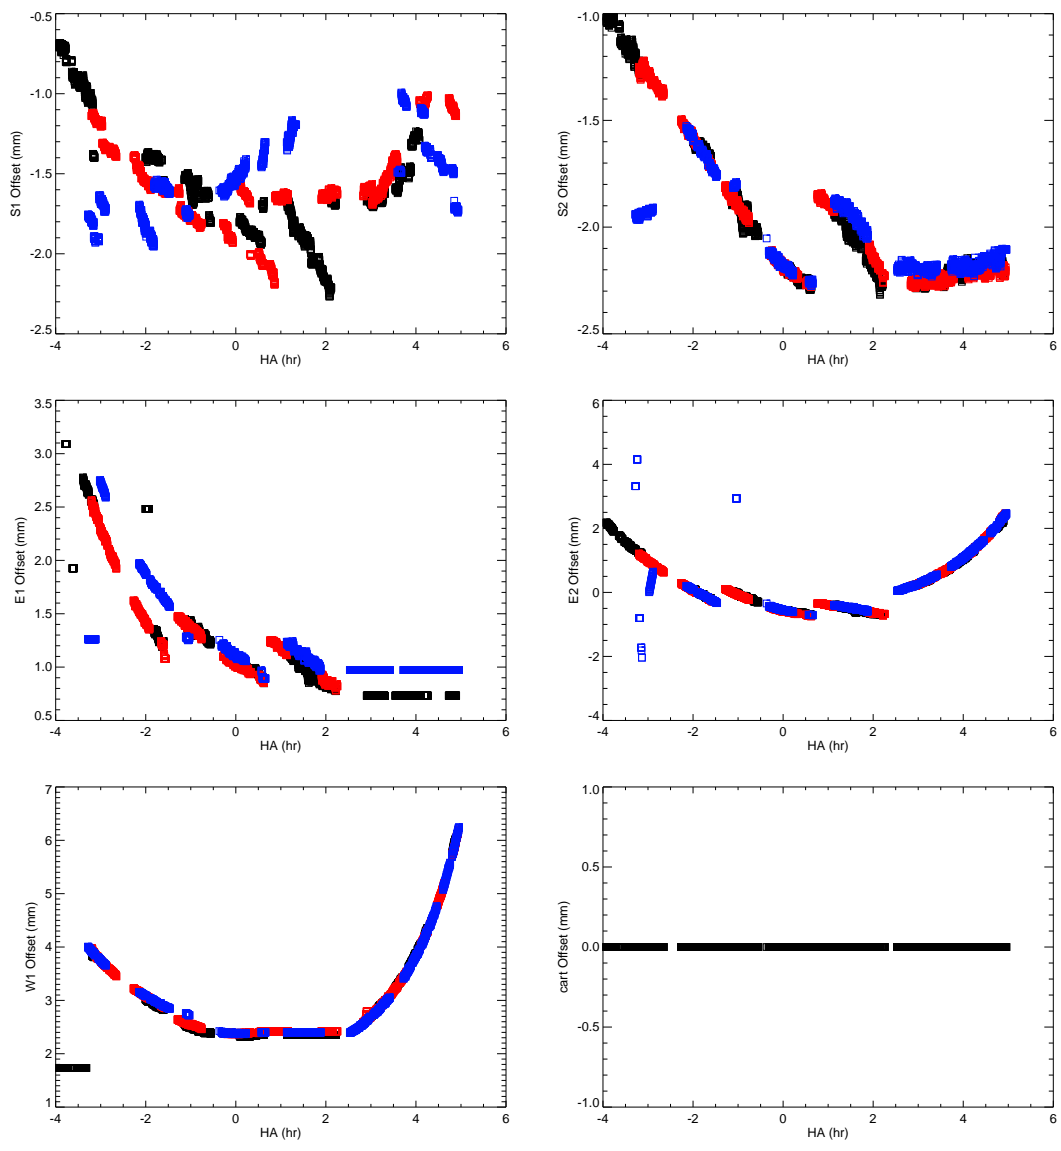 -0.5
-1.0
-1.5
-2.0
-2.5
S1 Offset (mm)
-4 -2 0 2 4 6
HA (hr)
-1.0
-1.5
-2.0
-2.5
S2 Offset (mm)
-4 -2 0 2 4 6
HA (hr)
3.5
3.0
2.5
2.0
1.5
1.0
0.5
E1 Offset (mm)
-4 -2 0 2 4 6
HA (hr)
6
4
2
0
-2
-4
E2 Offset (mm)
-4 -2 0 2 4 6
HA (hr)
7
6
5
4
3
2
1
W1 Offset (mm)
-4 -2 0 2 4 6
HA (hr)
1.0
0.5
0.0
-0.5
-1.0
cart Offset (mm)
-4 -2 0 2 4 6
HA (hr)